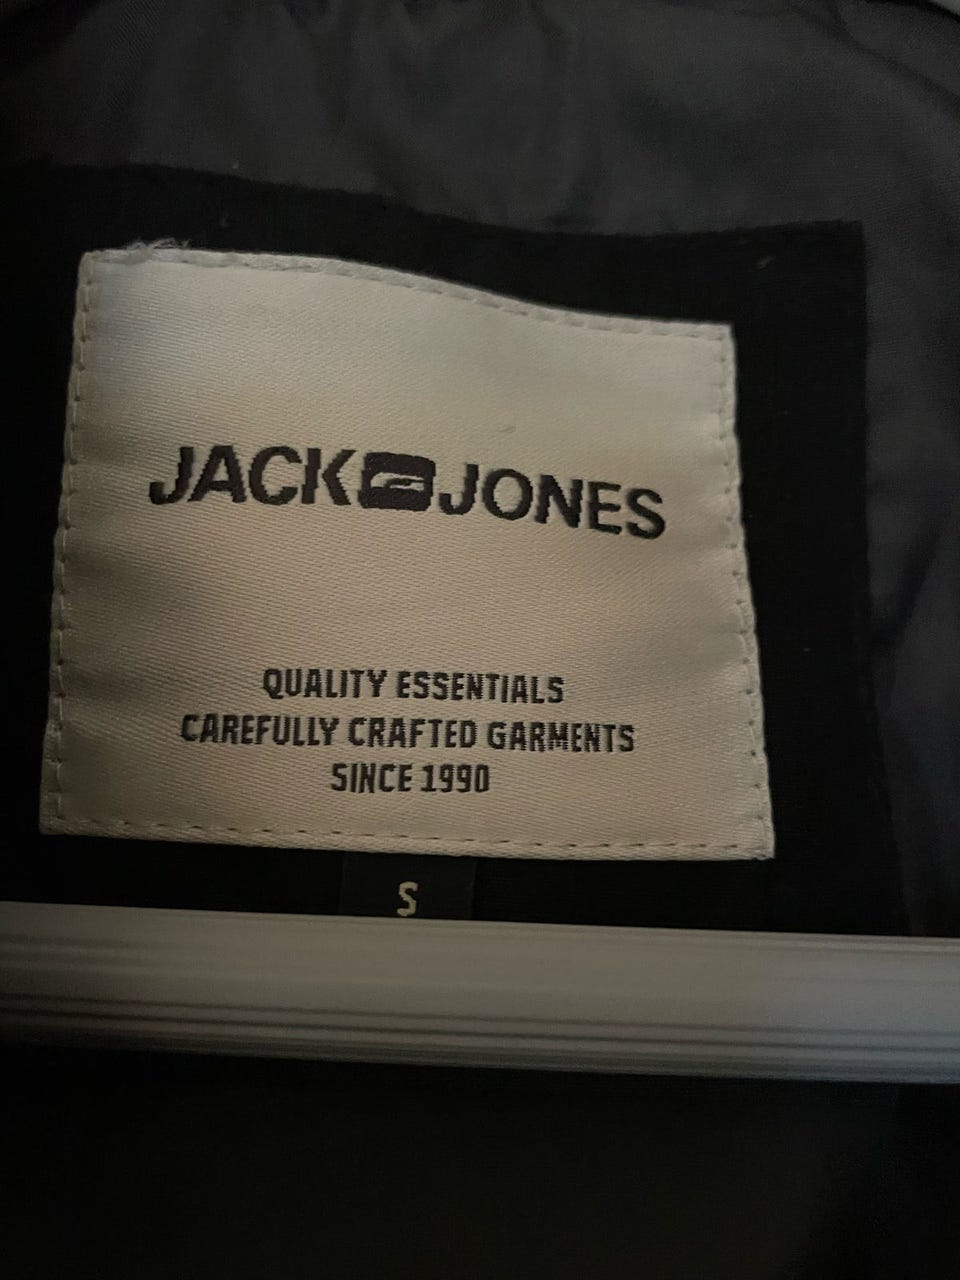 JACK JONES
QUALITY ESSENTIALS
CAREFULLY CRAFTED GARMENTS
SINCE 1990
S